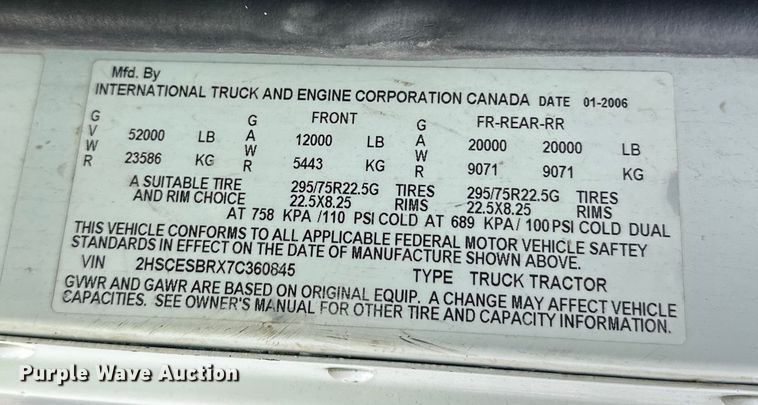 Mfd. By
INTERNATIONAL TRUCK AND ENGINE CORPORATION CANADA DATE 01-2006
GVWR 52000 LB GAWR FRONT 12000 LB GAWR FR-REAR-RR 20000 20000 LB
23586 KG 5443 KG 9071 9071 KG
A SUITABLE TIRE 295/75R22.5G TIRES 295/75R22.5G TIRES
AND RIM CHOICE 22.5X8.25 RIMS 22.5X8.25 RIMS
AT 758 KPA /110 PSI COLD AT 689 KPA/ 100 PSI COLD DUAL
THIS VEHICLE CONFORMS TO ALL APPLICABLE FEDERAL MOTOR VEHICLE SAFTEY
STANDARDS IN EFFECT ON THE DATE OF MANUFACTURE SHOWN ABOVE.
VIN 2HSCESBRX7C360845 TYPE TRUCK TRACTOR
GVWR AND GAWR ARE BASED ON ORIGINAL EQUIP. A CHANGE MAY AFFECT VEHICLE
CAPACITIES. SEE OWNER'S MANUAL FOR OTHER TIRE AND CAPACITY INFORMATION.
Purple Wave Auction